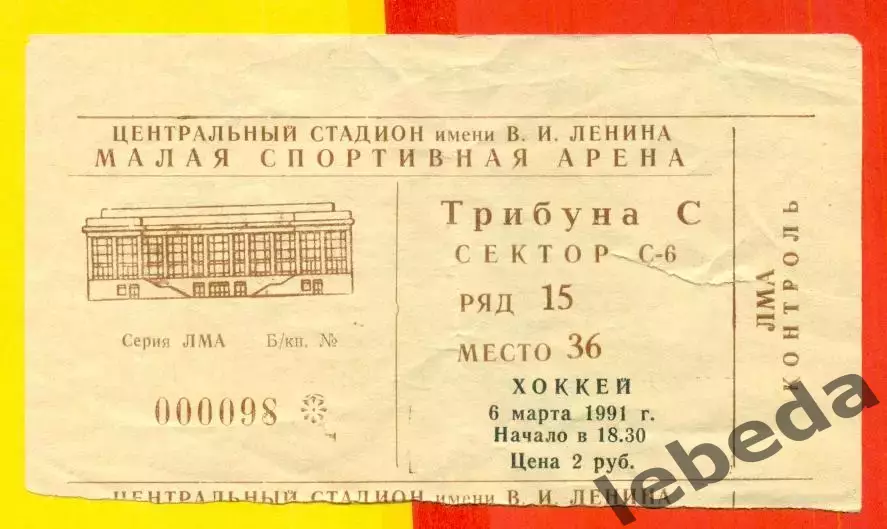 ЦЕНТРАЛЬНЫЙ СТАДИОН имени В. И. ЛЕНИНА
МАЛАЯ СПОРТИВНАЯ АРЕНА
Серия ЛМА Б/кп. №
000098
Трибуна С
СЕКТОР С-6
РЯД 15
МЕСТО 36
ХОККЕЙ
6 марта 1991 г.
Начало в 18.30
Цена 2 руб.
ЛМА
КОНТРОЛЬ
ЦЕНТРАЛЬНЫЙ СТАДИОН имени В. И. ЛЕНИНА
lebeda